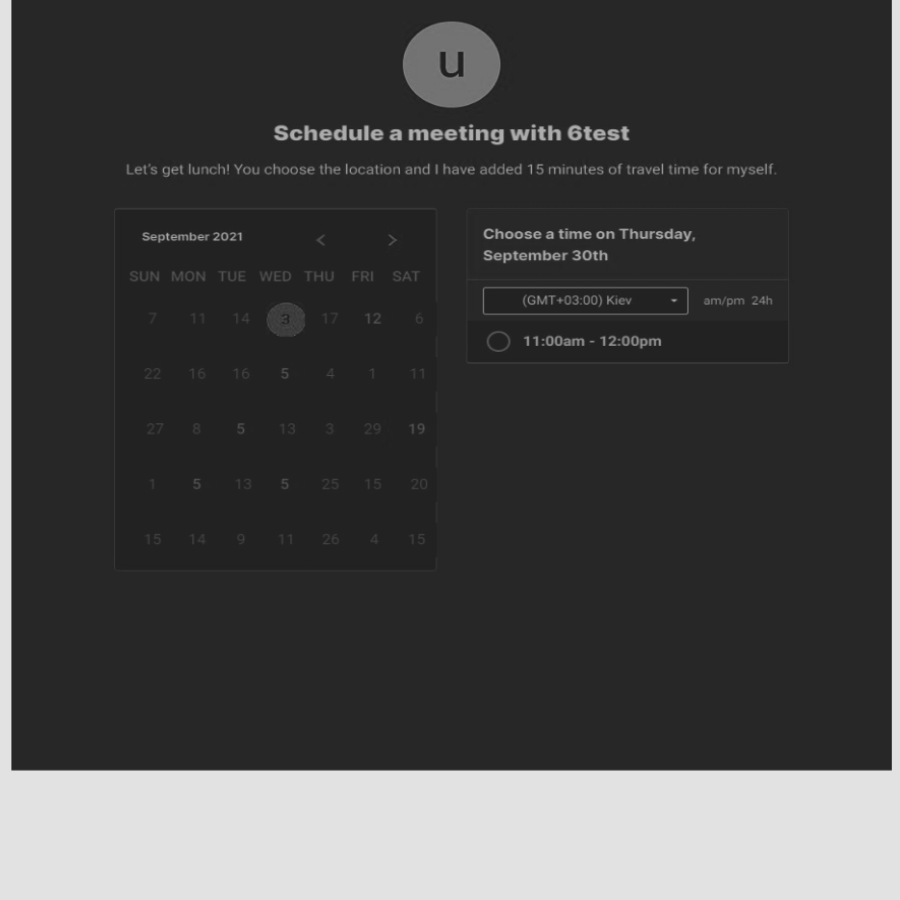 u
Schedule a meeting with 6test
Let's get lunch! You choose the location and I have added 15 minutes of travel time for myself.
September 2021 < >
SUN MON TUE WED THU FRI SAT
7 11 14 3 17 12 6
22 16 16 5 4 1 11
27 8 5 13 3 29 19
1 5 13 5 25 15 20
15 14 9 11 26 4 15
Choose a time on Thursday,
September 30th
(GMT+03:00) Kiev am/pm 24h
11:00am - 12:00pm